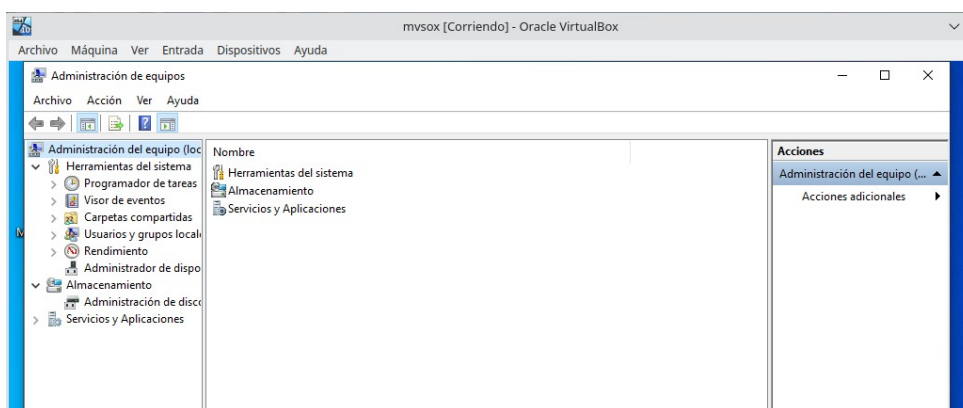 mvsox [Corriendo] - Oracle VirtualBox
Archivo Máquina Ver Entrada Dispositivos Ayuda
Administración de equipos
Archivo Acción Ver Ayuda
Administración del equipo (loc
Herramientas del sistema
Programador de tareas
Visor de eventos
Carpetas compartidas
Usuarios y grupos local
Rendimiento
Administrador de dispo
Almacenamiento
Administración de disc
Servicios y Aplicaciones
Nombre
Herramientas del sistema
Almacenamiento
Servicios y Aplicaciones
Acciones
Administración del equipo (...
Acciones adicionales